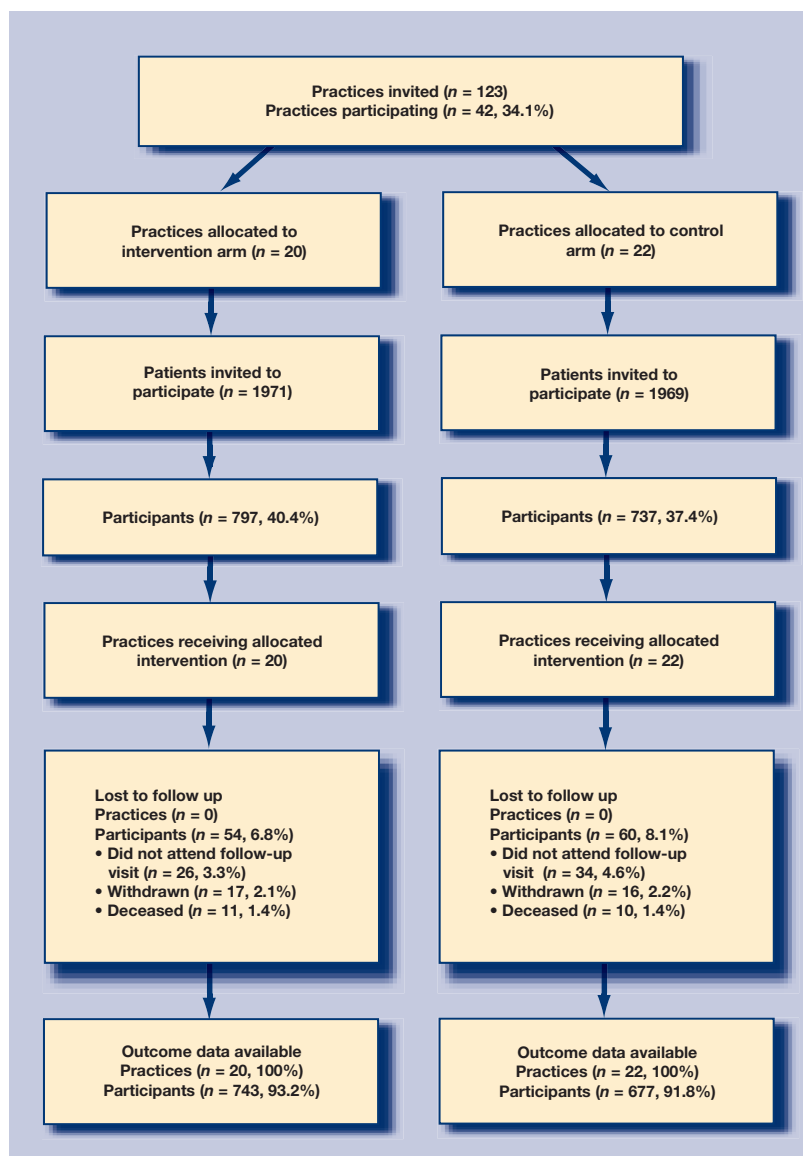 Practices invited (n = 123)
Practices participating (n = 42, 34.1%)
Practices allocated to
intervention arm (n = 20)
Practices allocated to control
arm (n = 22)
Patients invited to
participate (n = 1971)
Patients invited to
participate (n = 1969)
Participants (n = 797, 40.4%)
Participants (n = 737, 37.4%)
Practices receiving allocated
intervention (n = 20)
Practices receiving allocated
intervention (n = 22)
Lost to follow up
Practices (n = 0)
Participants (n = 54, 6.8%)
• Did not attend follow-up
visit (n = 26, 3.3%)
• Withdrawn (n = 17, 2.1%)
• Deceased (n = 11, 1.4%)
Lost to follow up
Practices (n = 0)
Participants (n = 60, 8.1%)
• Did not attend follow-up
visit (n = 34, 4.6%)
• Withdrawn (n = 16, 2.2%)
• Deceased (n = 10, 1.4%)
Outcome data available
Practices (n = 20, 100%)
Participants (n = 743, 93.2%)
Outcome data available
Practices (n = 22, 100%)
Participants (n = 677, 91.8%)